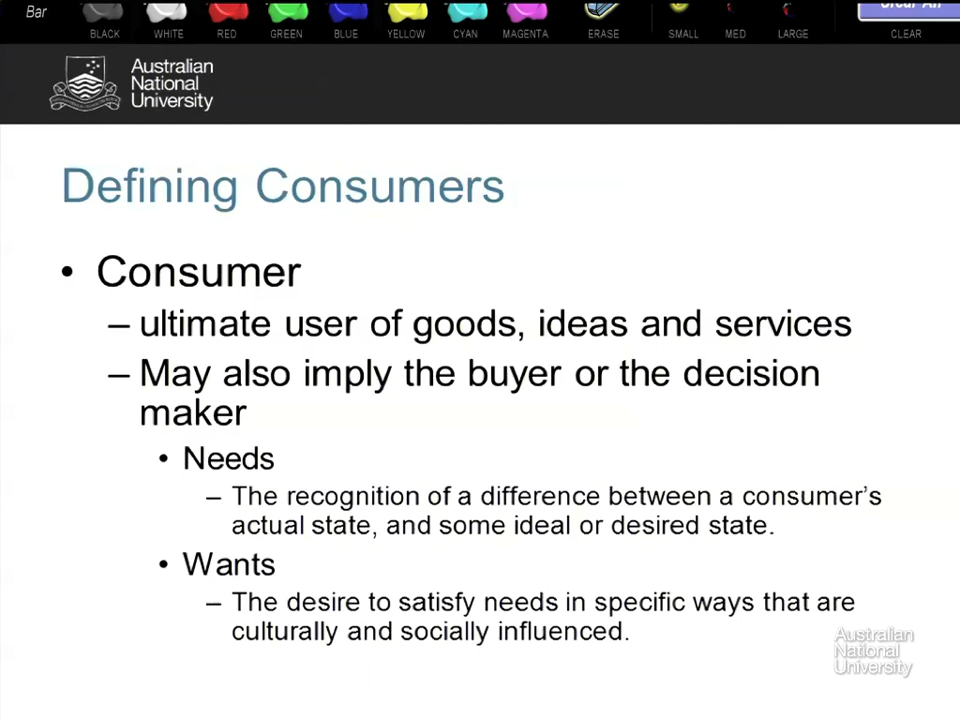 Bar
BLACK WHITE RED GREEN BLUE YELLOW CYAN MAGENTA ERASE SMALL MED LARGE CLEAR
Australian
National
University
Defining Consumers
• Consumer
– ultimate user of goods, ideas and services
– May also imply the buyer or the decision
maker
• Needs
– The recognition of a difference between a consumer’s
actual state, and some ideal or desired state.
• Wants
– The desire to satisfy needs in specific ways that are
culturally and socially influenced.
Australian
National
University